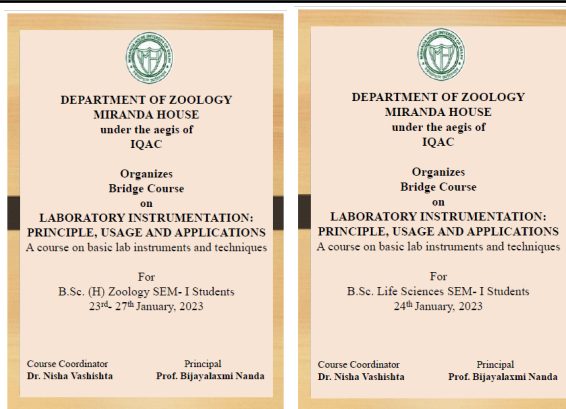 DEPARTMENT OF ZOOLOGY
MIRANDA HOUSE
under the aegis of
IQAC
Organizes
Bridge Course
on
LABORATORY INSTRUMENTATION:
PRINCIPLE, USAGE AND APPLICATIONS
A course on basic lab instruments and techniques
For
B.Sc. (H) Zoology SEM- I Students
23rd- 27th January, 2023
Course Coordinator Principal
Dr. Nisha Vashishta Prof. Bijayalaxmi Nanda
DEPARTMENT OF ZOOLOGY
MIRANDA HOUSE
under the aegis of
IQAC
Organizes
Bridge Course
on
LABORATORY INSTRUMENTATION:
PRINCIPLE, USAGE AND APPLICATIONS
A course on basic lab instruments and techniques
For
B.Sc. Life Sciences SEM- I Students
24th January, 2023
Course Coordinator Principal
Dr. Nisha Vashishta Prof. Bijayalaxmi Nanda